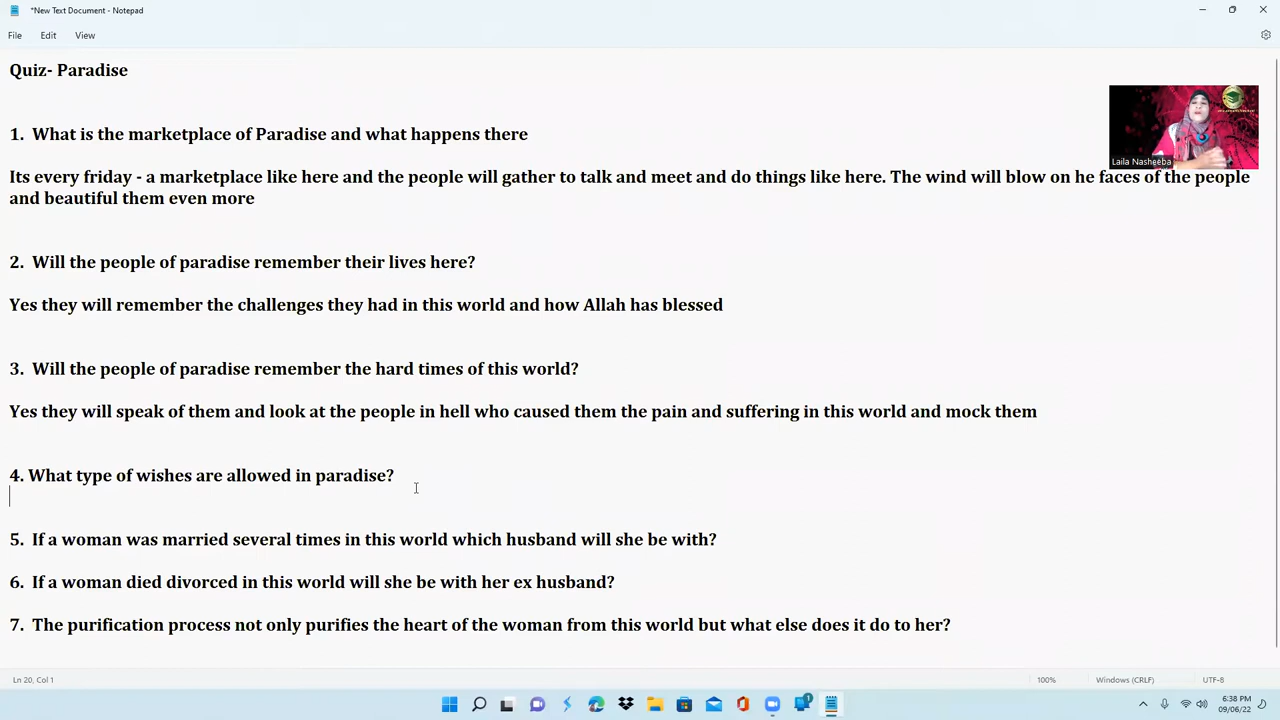 *New Text Document - Notepad
File Edit View
Quiz- Paradise
1. What is the marketplace of Paradise and what happens there
Laila Nasheeba
Its every friday - a marketplace like here and the people will gather to talk and meet and do things like here. The wind will blow on he faces of the people
and beautiful them even more
2. Will the people of paradise remember their lives here?
Yes they will remember the challenges they had in this world and how Allah has blessed
3. Will the people of paradise remember the hard times of this world?
Yes they will speak of them and look at the people in hell who caused them the pain and suffering in this world and mock them
4. What type of wishes are allowed in paradise?
5. If a woman was married several times in this world which husband will she be with?
6. If a woman died divorced in this world will she be with her ex husband?
7. The purification process not only purifies the heart of the woman from this world but what else does it do to her?
Ln 20, Col 1 100% Windows (CRLF) UTF-8
6:38 PM
09/06/22